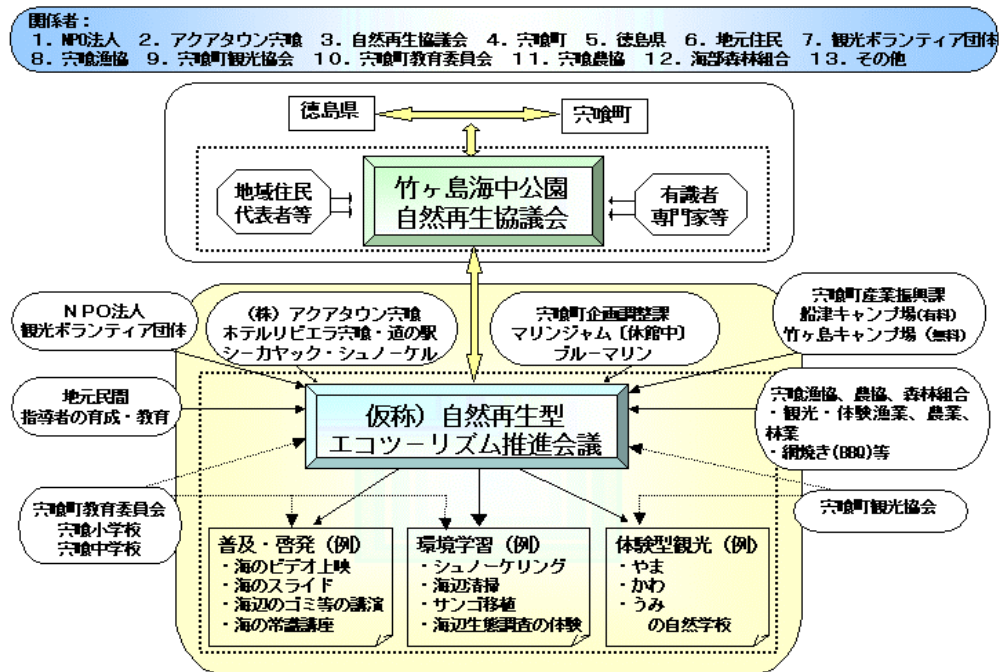 関係者：
１．NPO法人　２．アクアタウン宍喰　３．自然再生協議会　４．宍喰町　５．徳島県　６．地元住民　７．観光ボランティア団体
８．宍喰漁協　９．宍喰町観光協会　１０．宍喰町教育委員会　１１．宍喰農協　１２．海部森林組合　１３．その他
徳島県
宍喰町
地域住民
代表者等
竹ヶ島海中公園
自然再生協議会
有識者
専門家等
ＮＰＯ法人
観光ボランティア団体
（株）アクアタウン宍喰
ホテルリビエラ宍喰・道の駅
シーカヤック・シュノーケル
宍喰町企画調整課
マリンジャム〔休館中〕
ブルーマリン
宍喰町産業振興課
船津キャンプ場(有料)
竹ヶ島キャンプ場（無料）
地元民間
指導者の育成・教育
仮称）自然再生型
エコツーリズム推進会議
宍喰漁協、農協、森林組合
・観光・体験漁業、農業、
林業
・網焼き(BBQ)等
宍喰町教育委員会
宍喰小学校
宍喰中学校
宍喰町観光協会
普及・啓発（例）
・海のビデオ上映
・海のスライド
・海辺のゴミ等の講演
・海の常識講座
環境学習（例）
・シュノーケリング
・海辺清掃
・サンゴ移植
・海辺生態調査の体験
体験型観光（例）
・やま
・かわ
・うみ
の自然学校